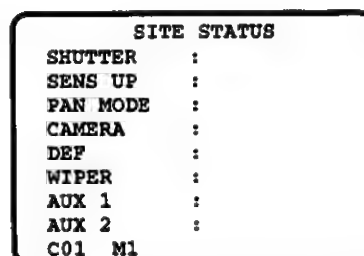 SITE STATUS
SHUTTER :
SENS UP :
PAN MODE :
CAMERA :
DEF :
WIPER :
AUX 1 :
AUX 2 :
C01 M1